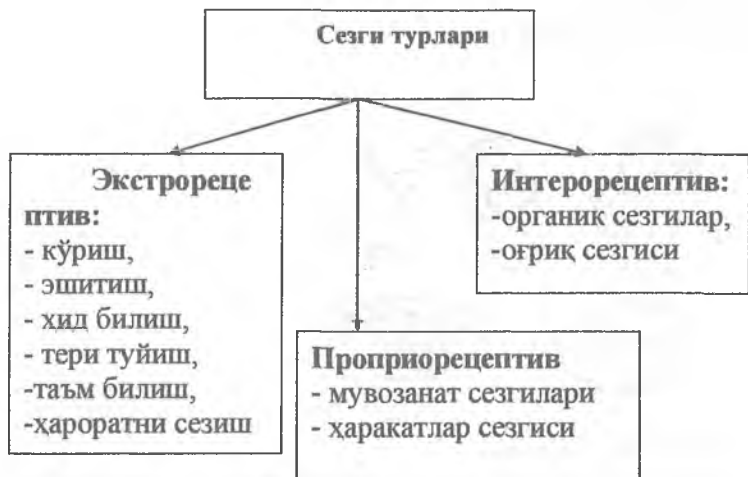 Сезги турлари
Экстрореце
птив:
- кўриш,
- эшитиш,
- хид билиш,
- тери туйиш,
-таъм билиш,
-ҳароратни сезиш
Интерорецептив:
-органик сезгилар,
-оғриқ сезгиси
Проприорецептив
- мувозанат сезгилари
- ҳаракатлар сезгиси